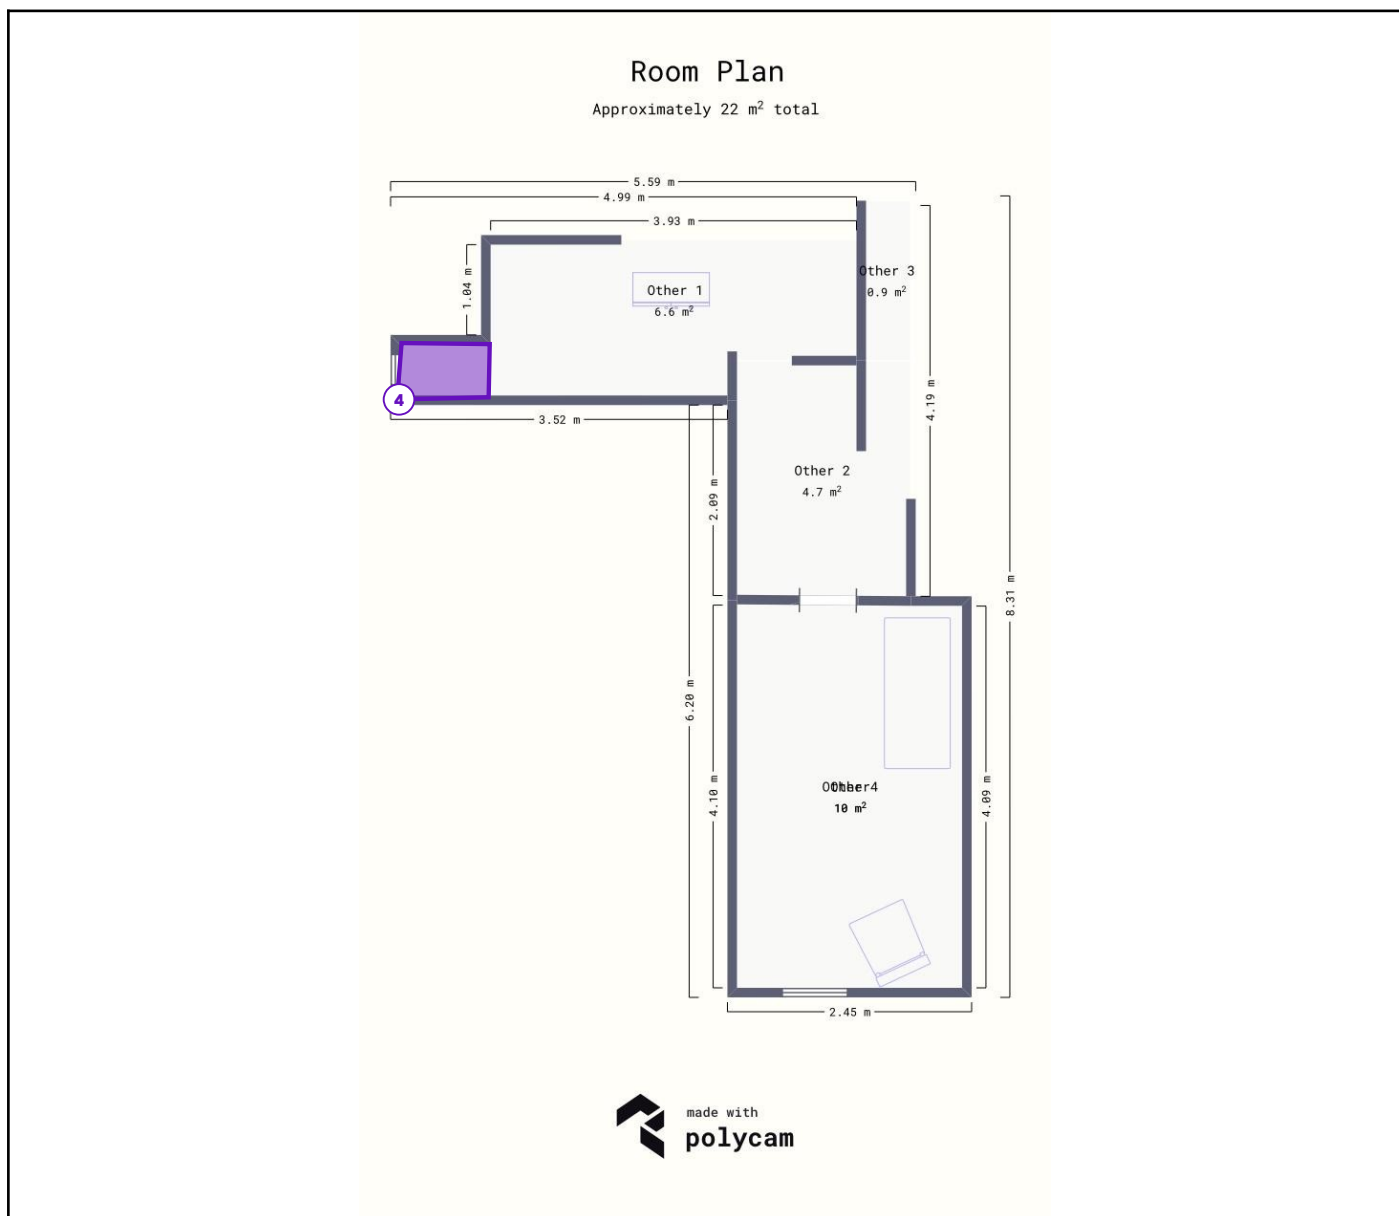 Room Plan
Approximately 22 m² total
5.59 m
4.99 m
3.93 m
1.04 m
Other 1
6.6 m²
Other 3
0.9 m²
4
3.52 m
4.19 m
Other 2
4.7 m²
2.09 m
8.31 m
6.20 m
4.10 m
Other 4
10 m²
4.09 m
2.45 m
made with
polycam